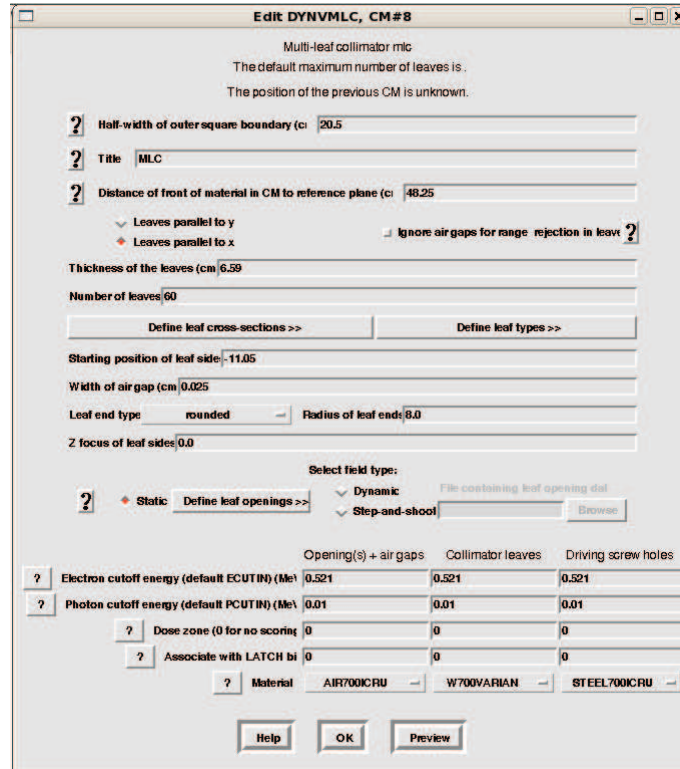 Edit DYNVMLC, CM#8
Multi-leaf collimator mlc
The default maximum number of leaves is .
The position of the previous CM is unknown.
? Half-width of outer square boundary (c 20.5
? Title MLC
? Distance of front of material in CM to reference plane (c 48.25
Leaves parallel to y
Leaves parallel to x
Ignore air gaps for range rejection in leave ?
Thickness of the leaves (cm 6.59
Number of leaves 60
Define leaf cross-sections >> Define leaf types >>
Starting position of leaf side -11.05
Width of air gap (cm 0.025
Leaf end type rounded Radius of leaf ends 8.0
Z focus of leaf sides 0.0
Select field type:
? Static Define leaf openings >>
Dynamic File containing leaf opening dat
Step-and-shoot Browse
Opening(s) + air gaps Collimator leaves Driving screw holes
? Electron cutoff energy (default ECUTIN) (MeV 0.521 0.521 0.521
? Photon cutoff energy (default PCUTIN) (MeV 0.01 0.01 0.01
? Dose zone (0 for no scoring 0 0 0
? Associate with LATCH bi 0 0 0
? Material AIR700ICRU W700VARIAN STEEL700ICRU
Help OK Preview